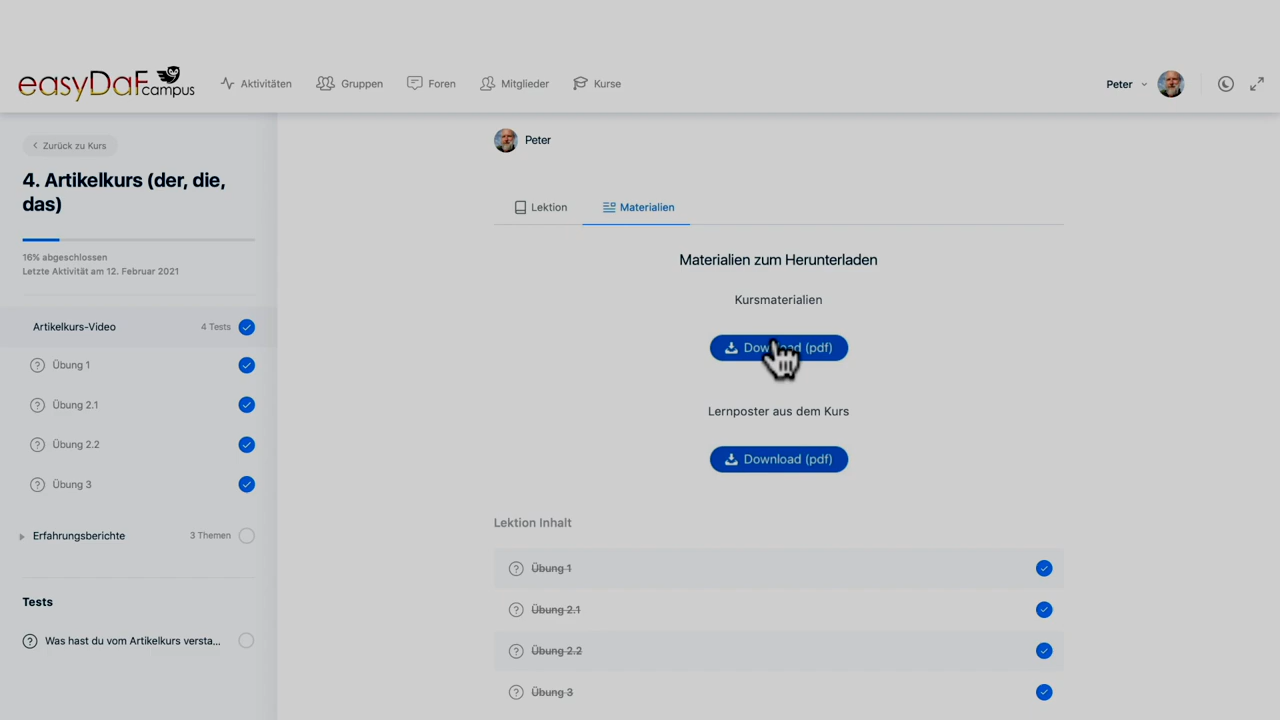 easyDaF campus
Aktivitäten
Gruppen
Foren
Mitglieder
Kurse
Peter
Zurück zu Kurs
4. Artikelkurs (der, die,
das)
16% abgeschlossen
Letzte Aktivität am 12. Februar 2021
Artikelkurs-Video
4 Tests
Übung 1
Übung 2.1
Übung 2.2
Übung 3
Erfahrungsberichte
3 Themen
Tests
Was hast du vom Artikelkurs versta...
Peter
Lektion
Materialien
Materialien zum Herunterladen
Kursmaterialien
Download (pdf)
Lernposter aus dem Kurs
Download (pdf)
Lektion Inhalt
Übung 1
Übung 2.1
Übung 2.2
Übung 3